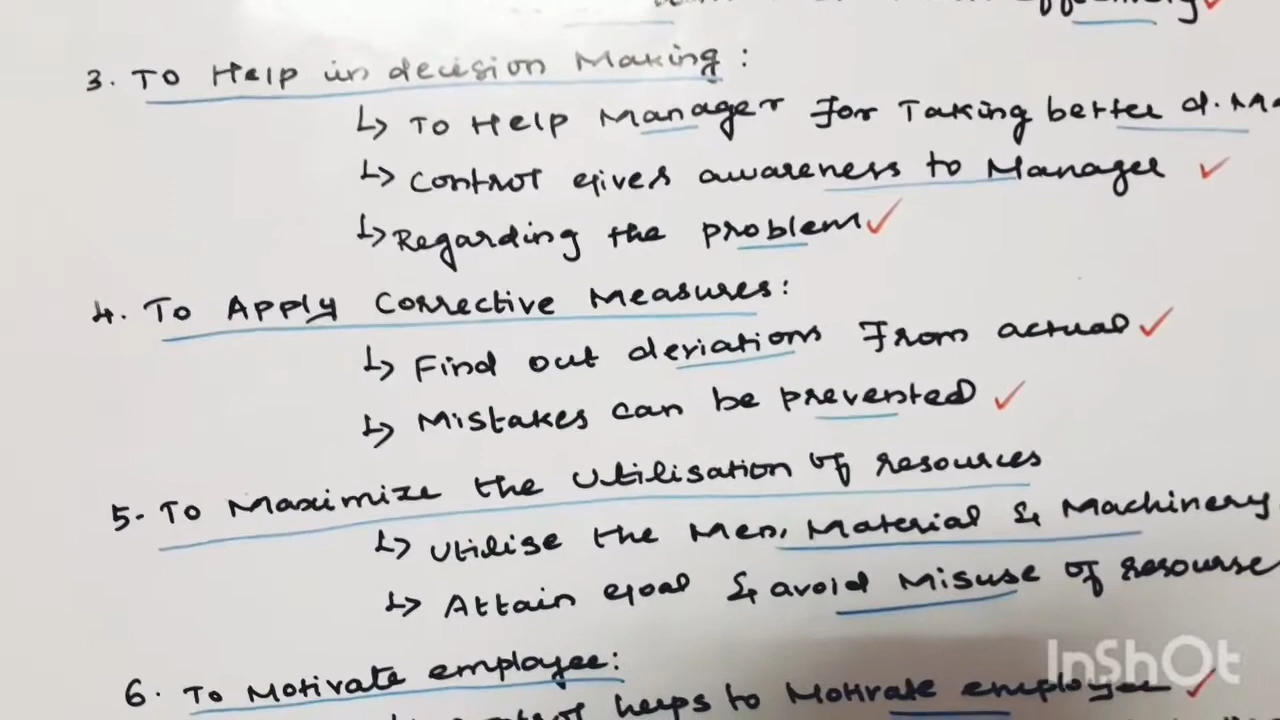 effectively
3. To Help in decision Making :
↳ To Help Manager for Taking better d. Ma
↳ control gives awareness to Manager ✓
↳ Regarding the problem ✓
4. To Apply Corrective Measures :
↳ Find out deviations From actual ✓
↳ Mistakes can be prevented ✓
5. To Maximize the Utilisation of resources
↳ Utilise the Men, Material & Machinery
↳ Attain goal & avoid Misuse of resourse
6. To Motivate employee :
helps to Motivate employee ✓
InShOt